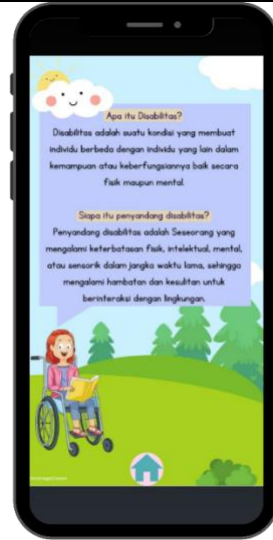 Apa itu Disabilitas?
Disabilitas adalah suatu kondisi yang membuat
individu berbeda dengan individu yang lain dalam
kemampuan atau keberfungsiannya baik secara
fisik maupun mental.
Siapa itu penyandang disabilitas?
Penyandang disabilitas adalah Seseorang yang
mengalami keterbatasan fisik, intelektual, mental,
atau sensorik dalam jangka waktu lama, sehingga
mengalami hambatan dan kesulitan untuk
berinteraksi dengan lingkungan.